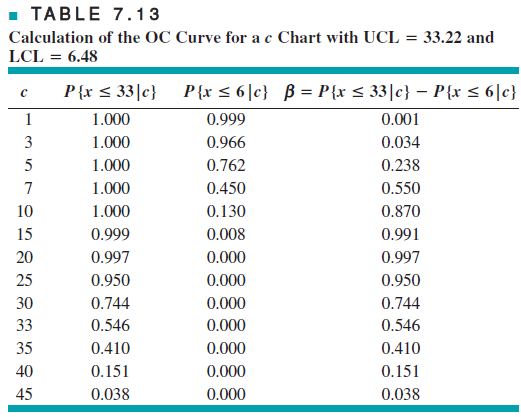 ■ TABLE 7.13
Calculation of the OC Curve for a c Chart with UCL = 33.22 and
LCL = 6.48
c P{x ≤ 33|c} P{x ≤ 6|c} β = P{x ≤ 33|c} − P{x ≤ 6|c}
1 1.000 0.999 0.001
3 1.000 0.966 0.034
5 1.000 0.762 0.238
7 1.000 0.450 0.550
10 1.000 0.130 0.870
15 0.999 0.008 0.991
20 0.997 0.000 0.997
25 0.950 0.000 0.950
30 0.744 0.000 0.744
33 0.546 0.000 0.546
35 0.410 0.000 0.410
40 0.151 0.000 0.151
45 0.038 0.000 0.038